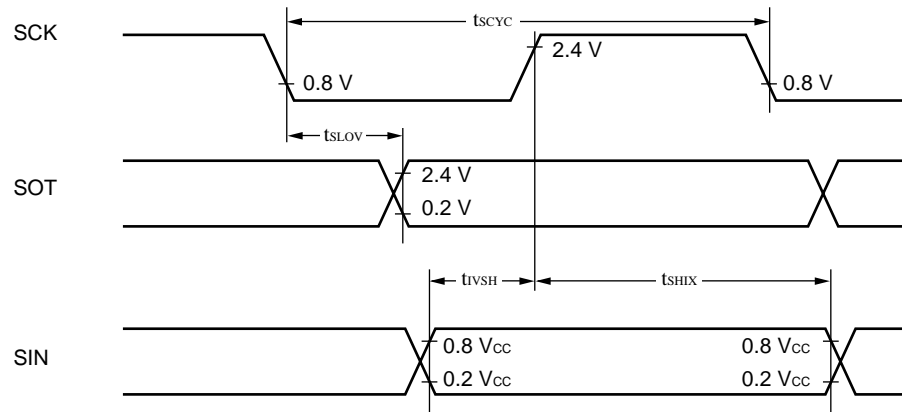 tSCYC
SCK
2.4 V
0.8 V
0.8 V
tSLOV
2.4 V
SOT
0.2 V
tIVSH
tSHIX
0.8 VCC
0.8 VCC
SIN
0.2 VCC
0.2 VCC